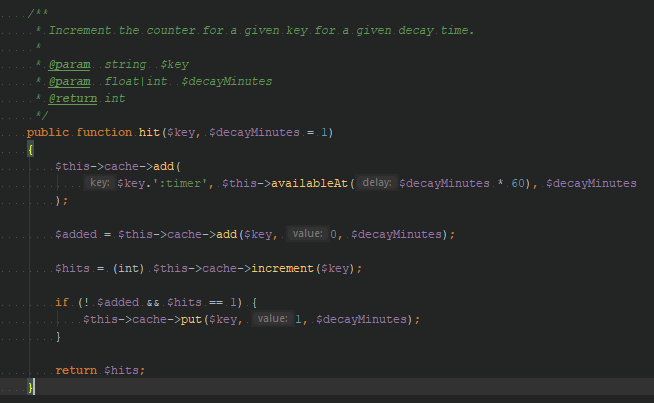 /**
 * Increment the counter for a given key for a given decay time.
 *
 * @param  string  $key
 * @param  float|int  $decayMinutes
 * @return int
 */
public function hit($key, $decayMinutes = 1)
{
    $this->cache->add(
        key: $key.':timer', $this->availableAt( delay: $decayMinutes * 60), $decayMinutes
    );

    $added = $this->cache->add($key, value: 0, $decayMinutes);

    $hits = (int) $this->cache->increment($key);

    if (! $added && $hits == 1) {
        $this->cache->put($key, value: 1, $decayMinutes);
    }

    return $hits;
}